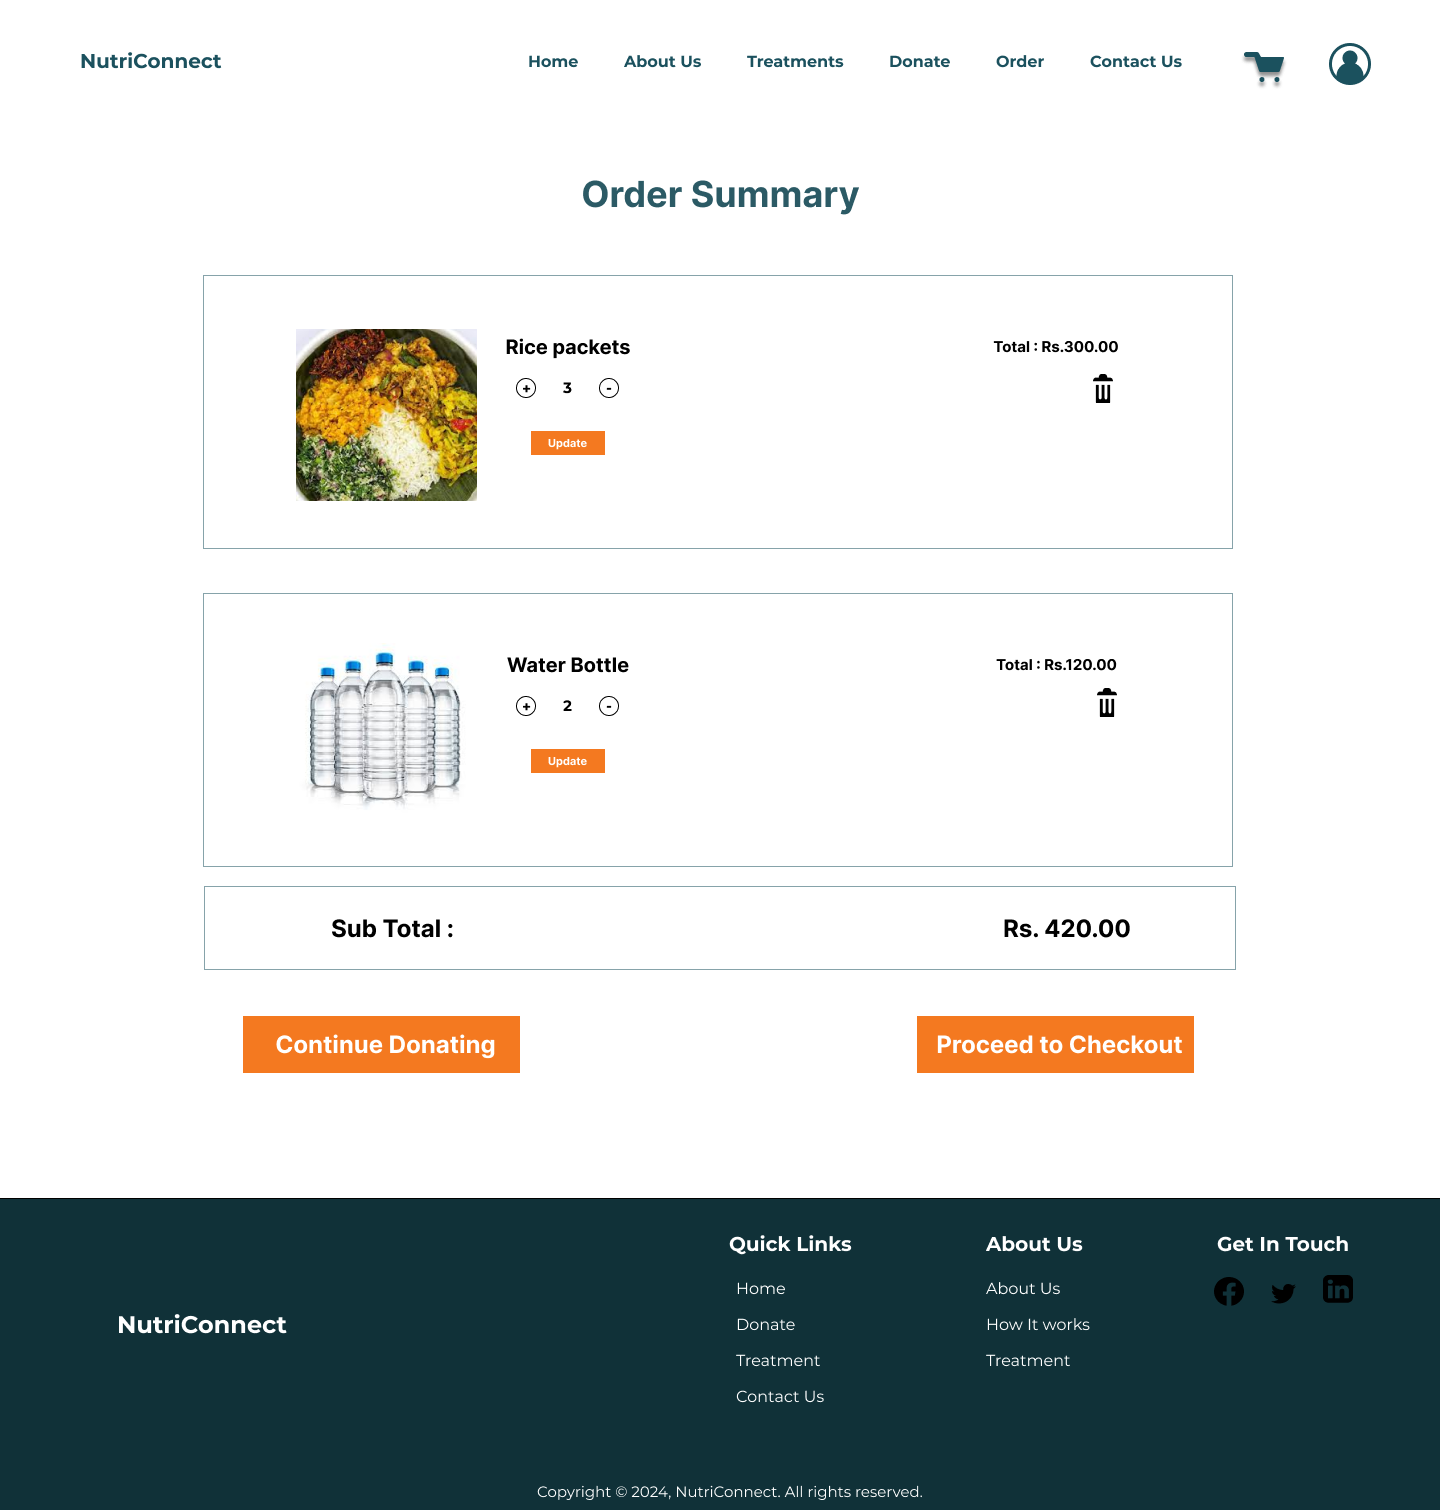 NutriConnect
Home About Us Treatments Donate Order Contact Us
Order Summary
Rice packets
Total : Rs.300.00
+ 3 -
Update
Water Bottle
Total : Rs.120.00
+ 2 -
Update
Sub Total : Rs. 420.00
Continue Donating
Proceed to Checkout
NutriConnect
Quick Links
Home
Donate
Treatment
Contact Us
About Us
About Us
How It works
Treatment
Get In Touch
Copyright © 2024, NutriConnect. All rights reserved.